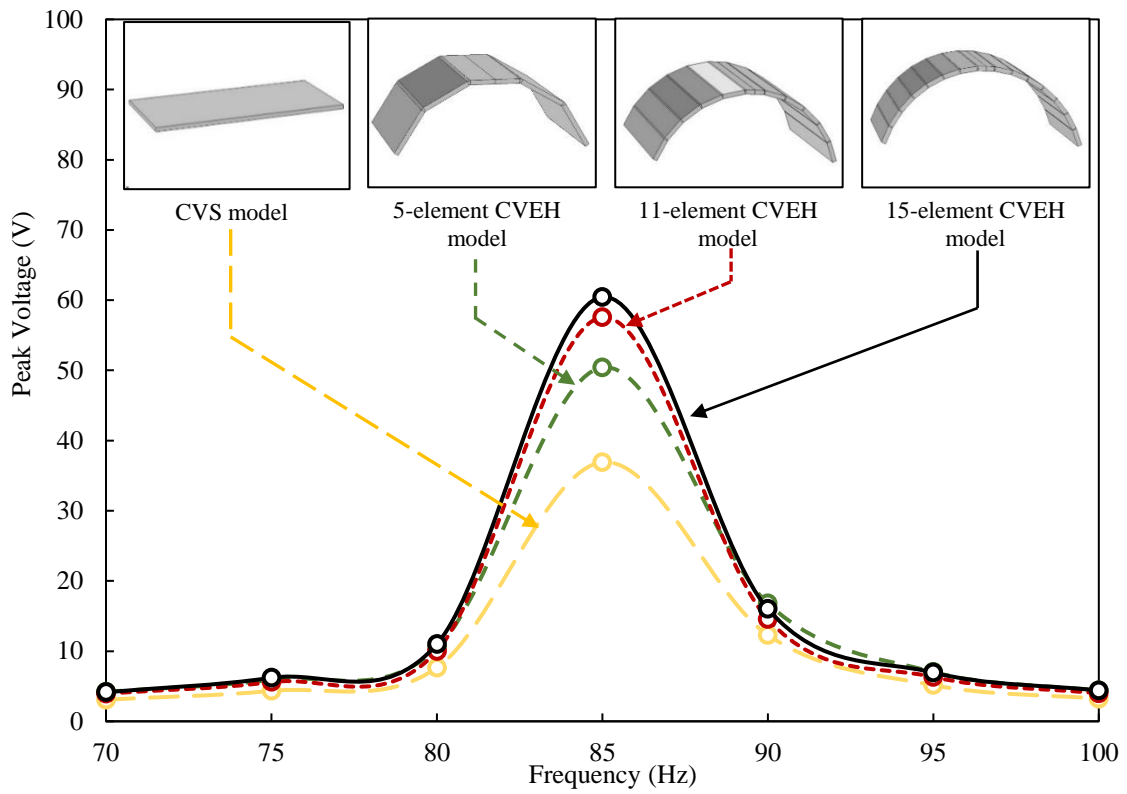 100
90
80
70
60
50
40
30
20
10
0
Peak Voltage (V)
CVS model
5-element CVEH
model
11-element CVEH
model
15-element CVEH
model
70
75
80
85
90
95
100
Frequency (Hz)